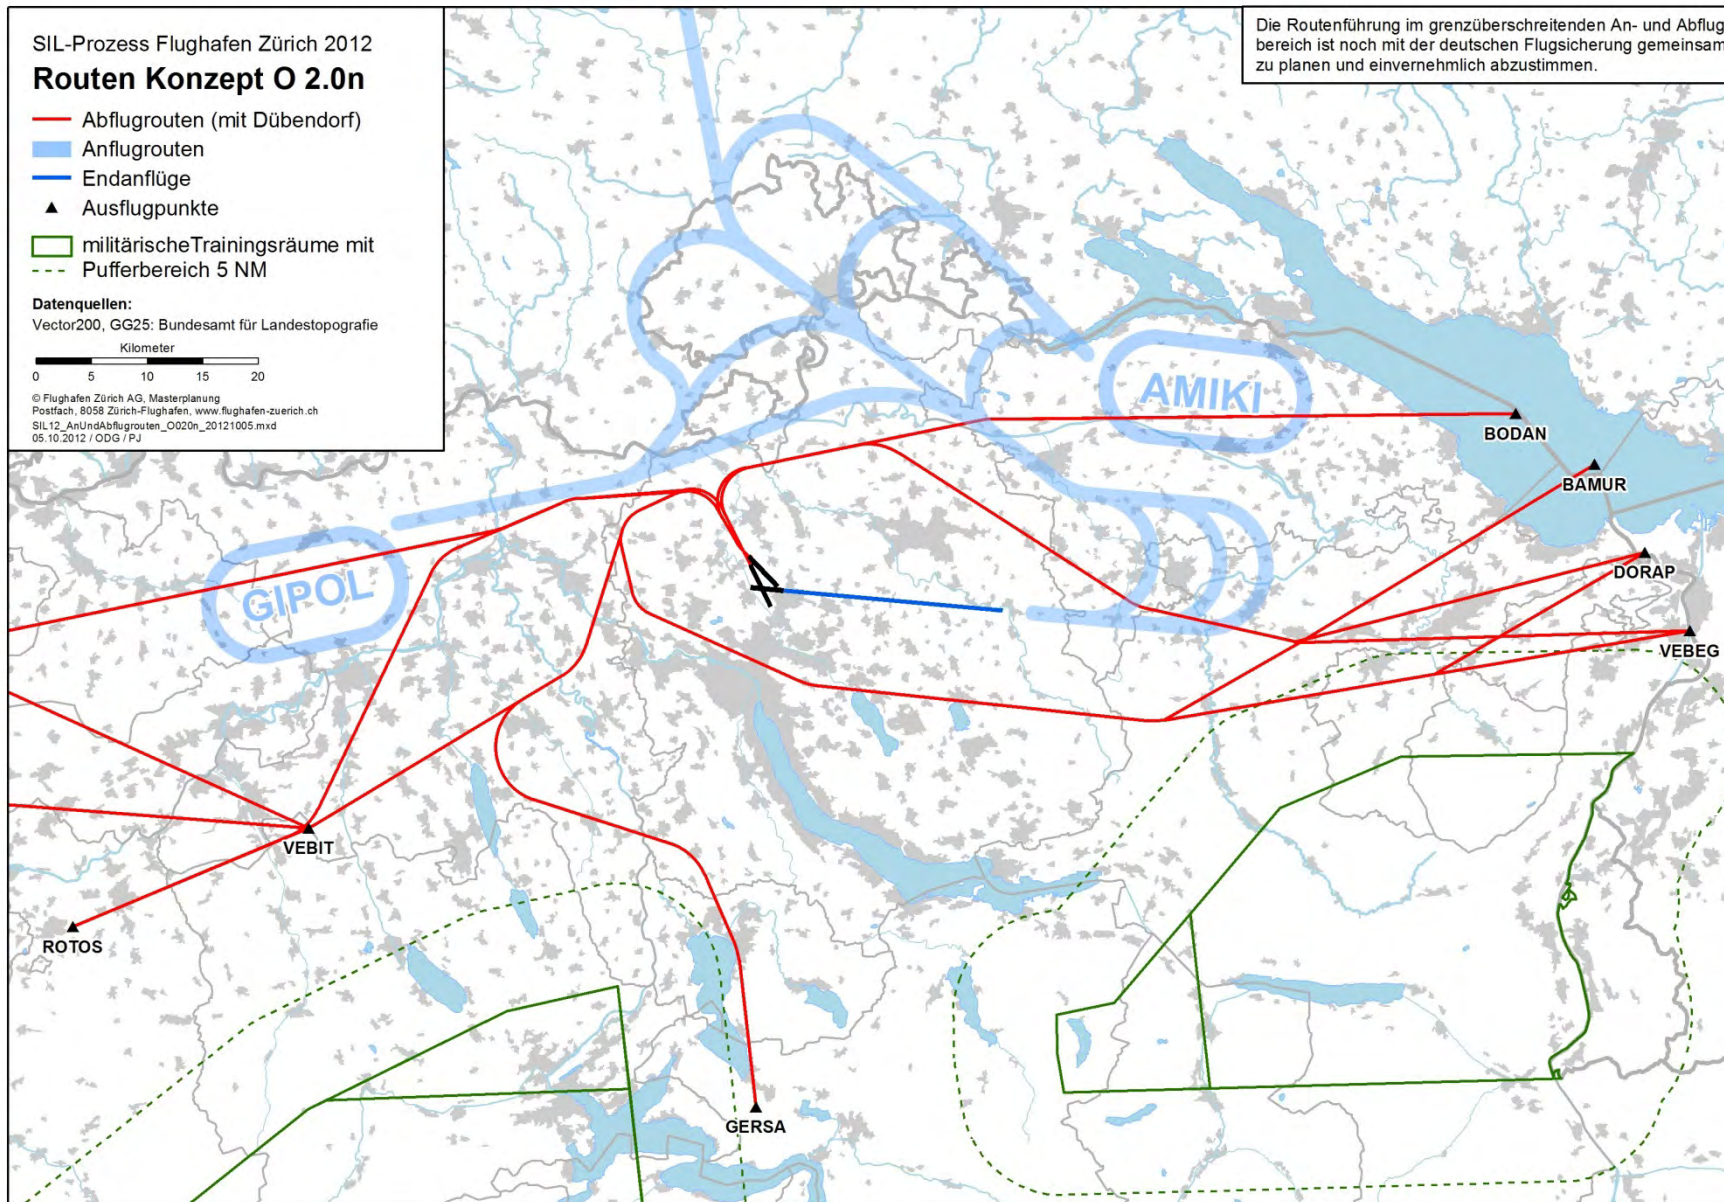 SIL-Prozess Flughafen Zürich 2012
Routen Konzept O 2.0n
Abflugrouten (mit Dübendorf)
Anflugrouten
Endanflüge
Ausflugpunkte
militärischeTrainingsräume mit
Pufferbereich 5 NM
Datenquellen:
Vector200, GG25: Bundesamt für Landestopografie
Kilometer
0 5 10 15 20
© Flughafen Zürich AG, Masterplanung
Postfach, 8058 Zürich-Flughafen, www.flughafen-zuerich.ch
SIL12_AnUndAbflugrouten_O020n_20121005.mxd
05.10.2012 / ODG / PJ
Die Routenführung im grenzüberschreitenden An- und Abflug
bereich ist noch mit der deutschen Flugsicherung gemeinsam
zu planen und einvernehmlich abzustimmen.
AMIKI
BODAN
BAMUR
DORAP
GIPOL
VEBEG
VEBIT
ROTOS
GERSA